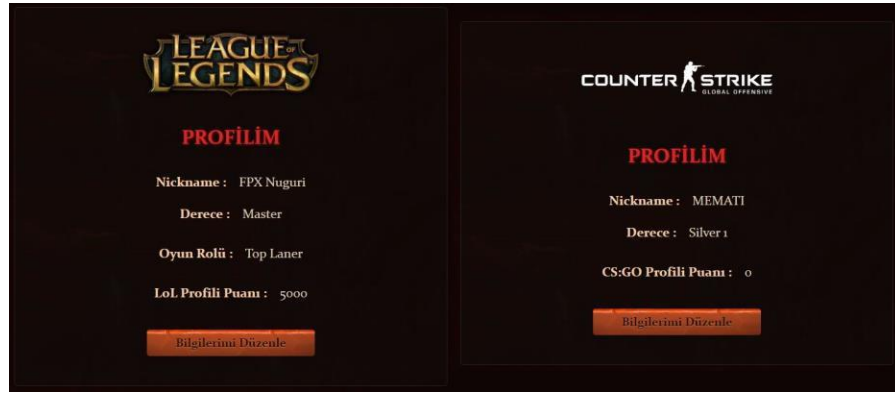 LEAGUE OF
LEGENDS
PROFİLİM
Nickname : FPX Nuguri
Derece : Master
Oyun Rolü : Top Laner
LoL Profili Puanı : 5000
Bilgilerimi Düzenle
COUNTER STRIKE
GLOBAL OFFENSIVE
PROFİLİM
Nickname : MEMATI
Derece : Silver 1
CS:GO Profili Puanı : 0
Bilgilerimi Düzenle